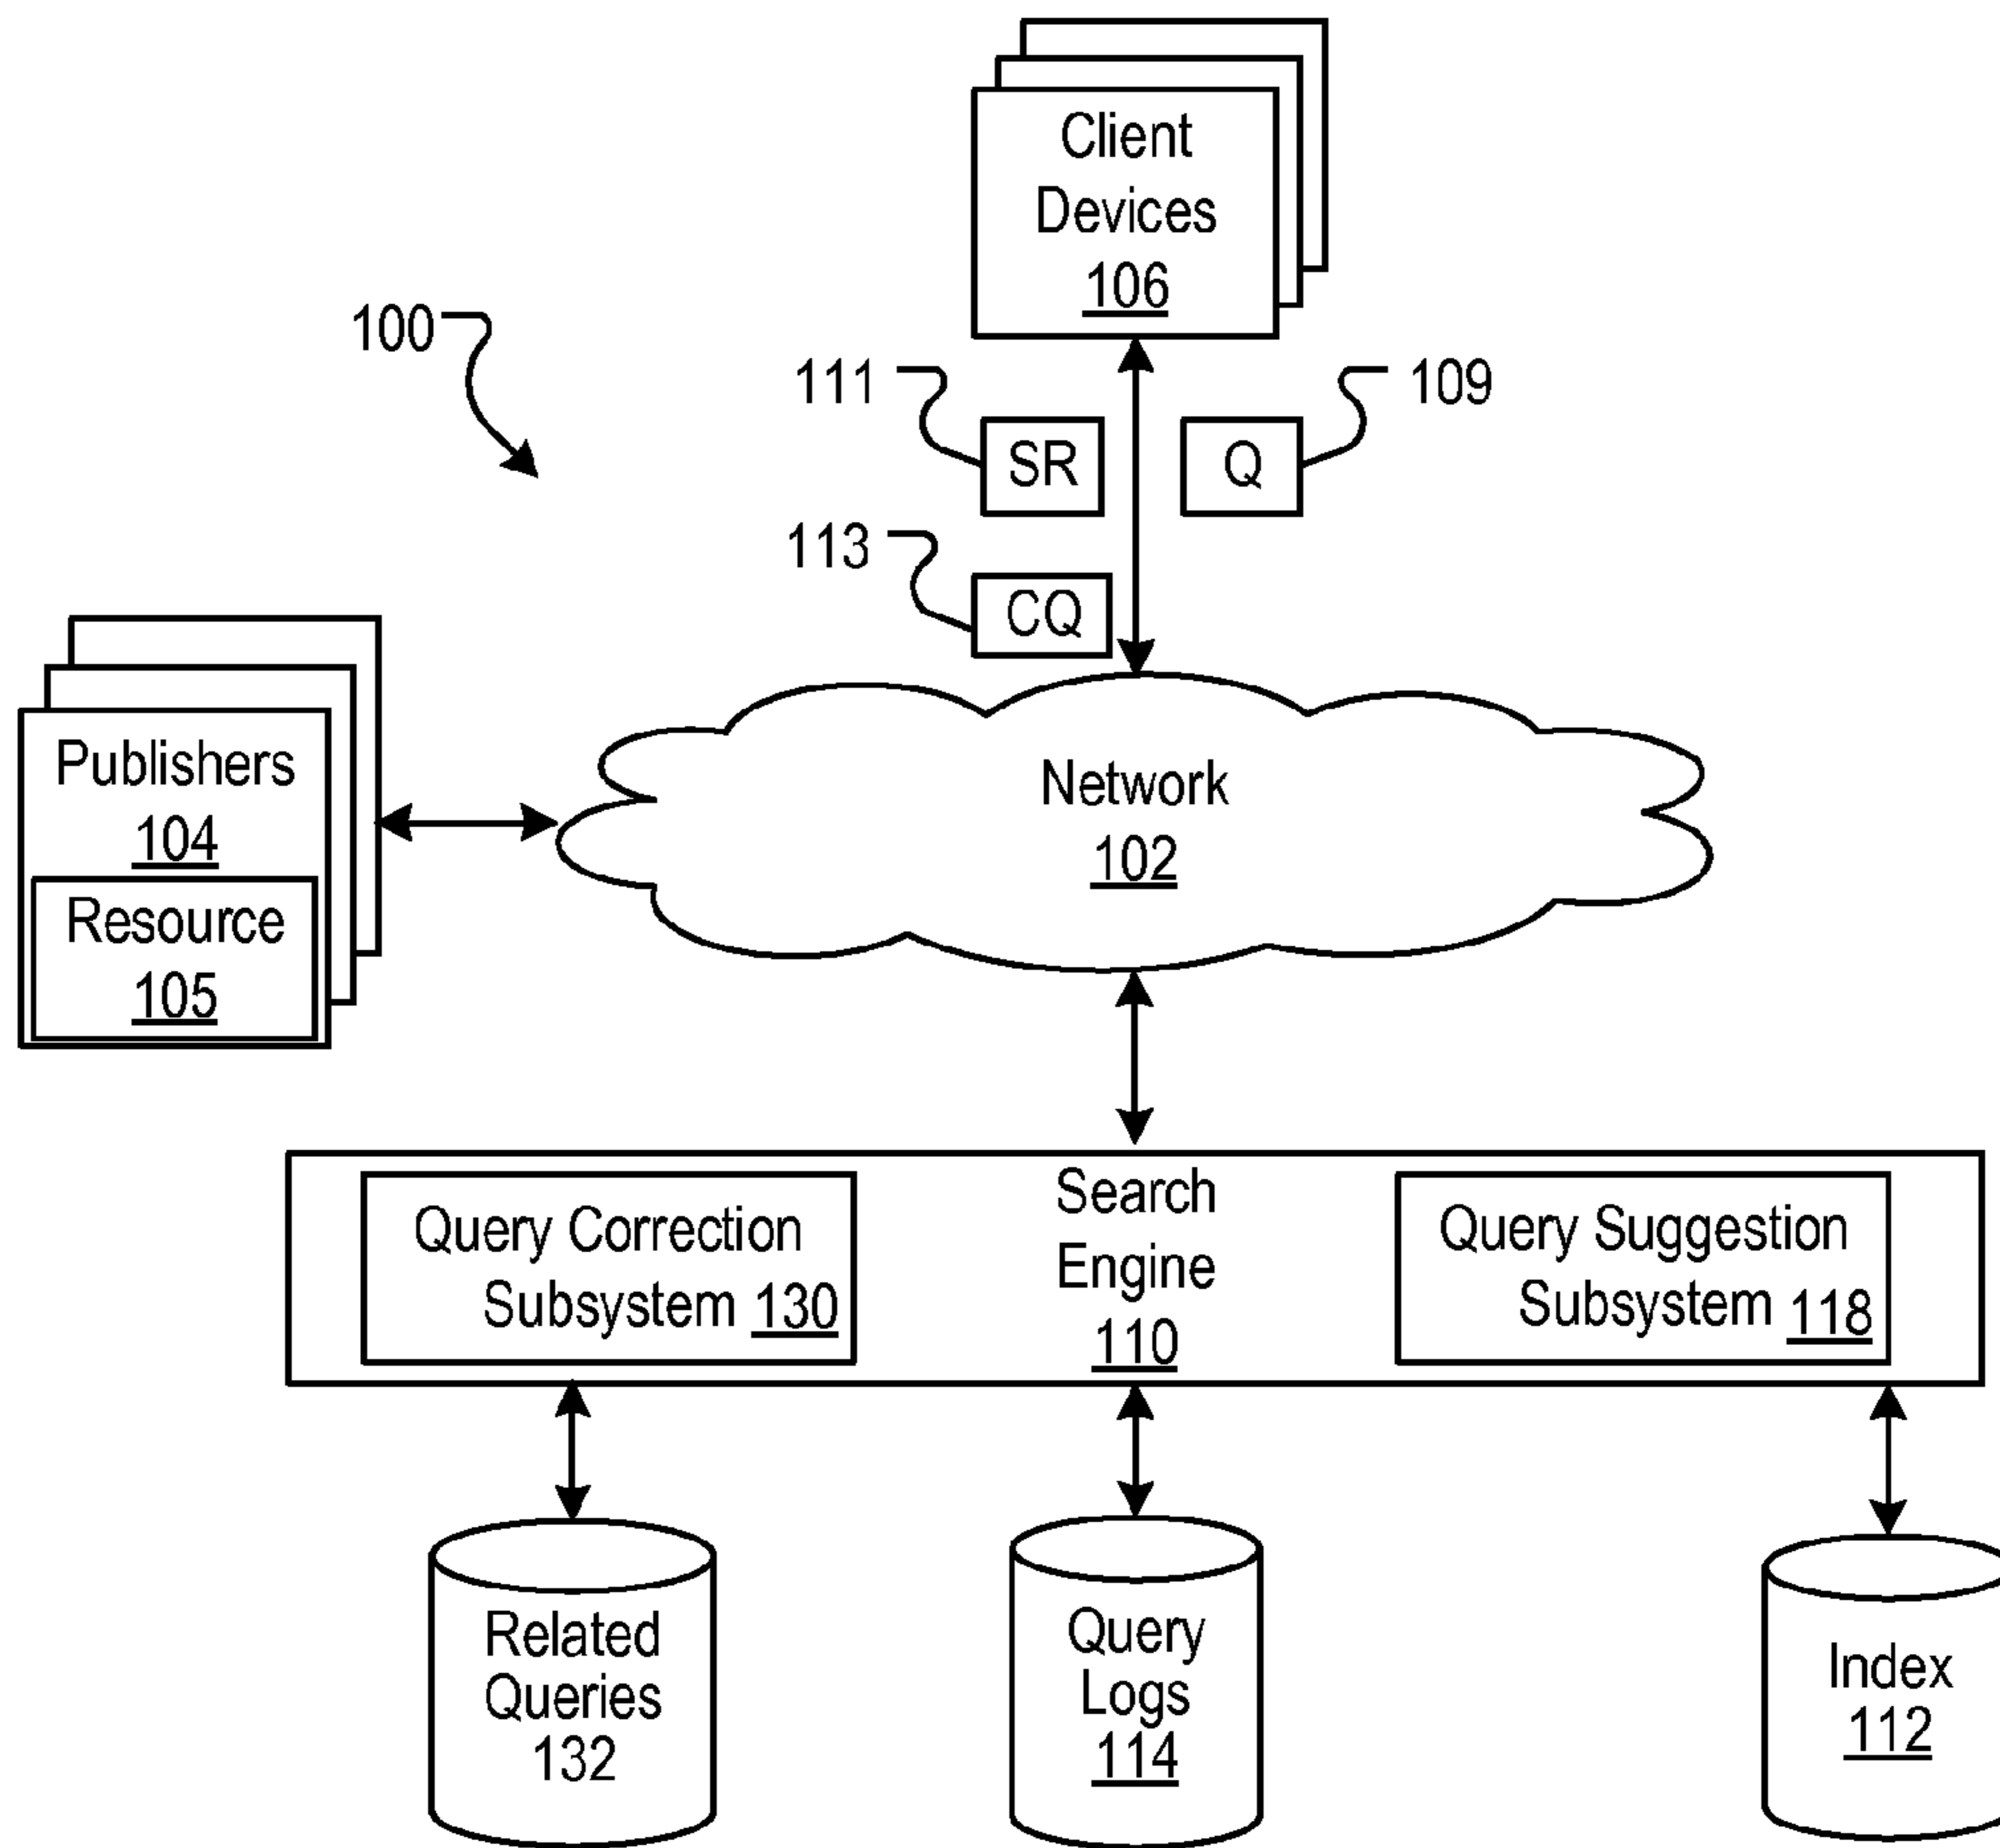 Client
Devices
106
100
111
109
SR
Q
113
CQ
Publishers
104
Resource
105
Network
102
Query Correction
Subsystem 130
Search
Engine
110
Query Suggestion
Subsystem 118
Related
Queries
132
Query
Logs
114
Index
112